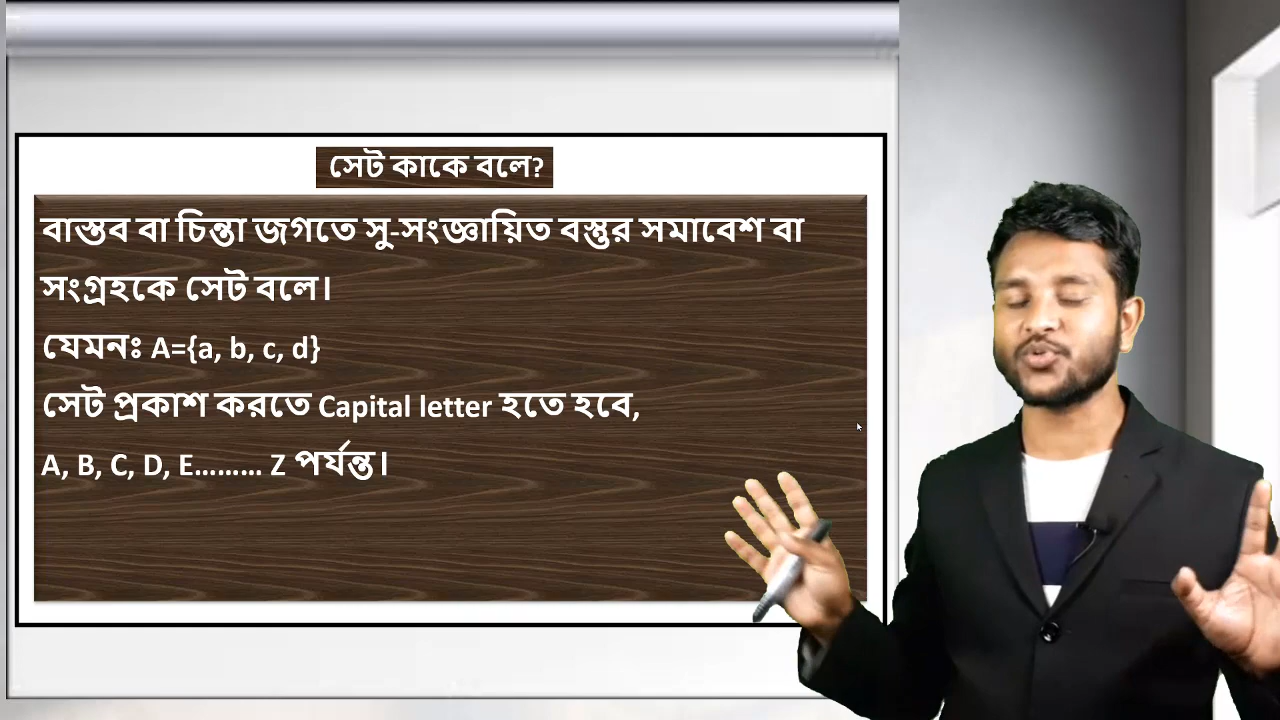 সেট কাকে বলে?
বাস্তব বা চিন্তা জগতে সু-সংজ্ঞায়িত বস্তুর সমাবেশ বা
সংগ্রহকে সেট বলে।
যেমনঃ A={a, b, c, d}
সেট প্রকাশ করতে Capital letter হতে হবে,
A, B, C, D, E......... Z পর্যন্ত।